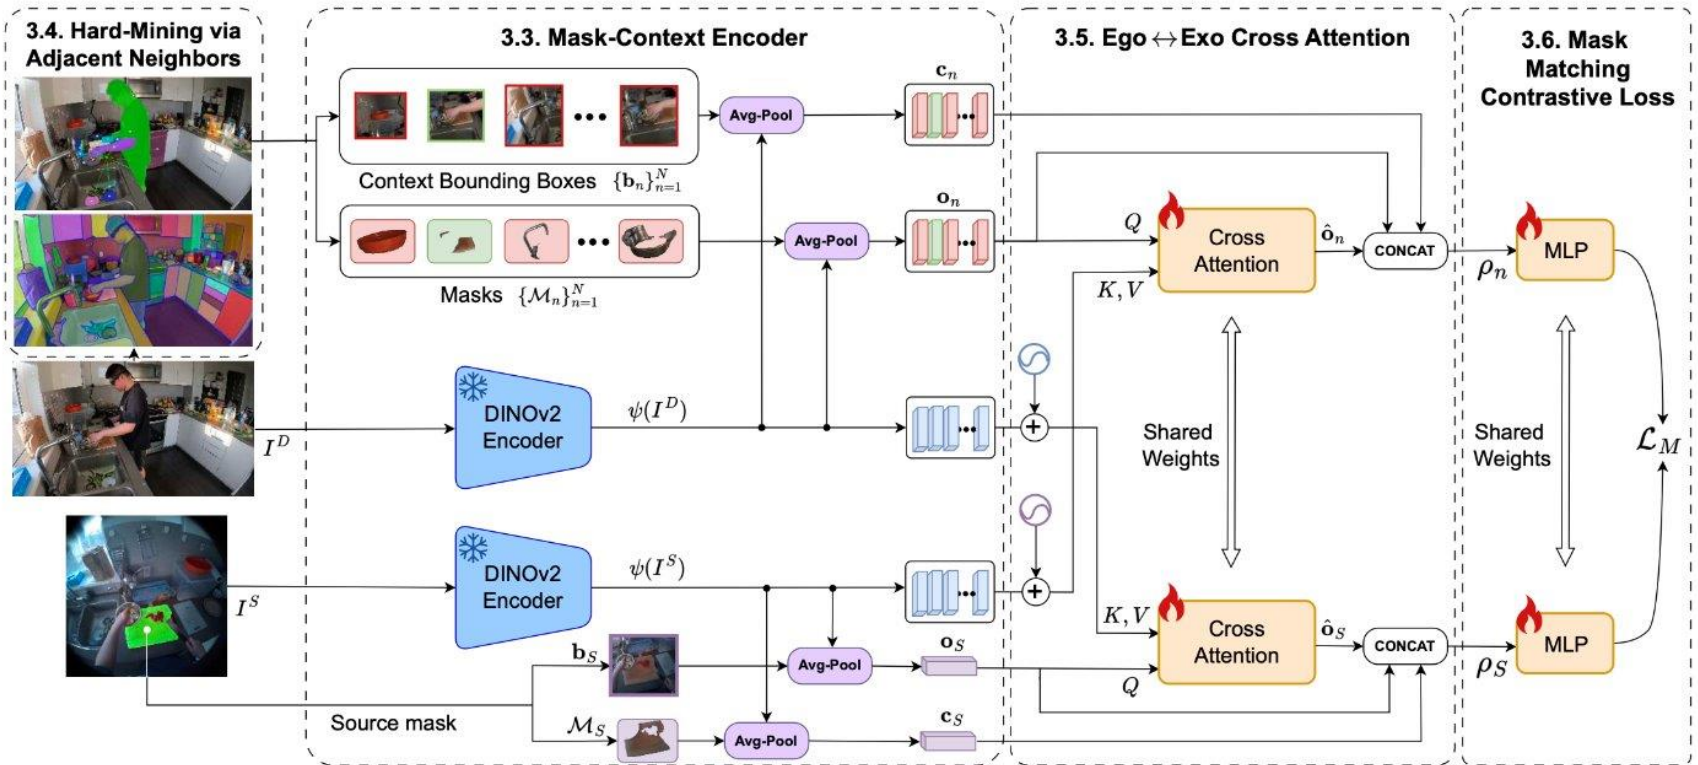 3.4. Hard-Mining via
Adjacent Neighbors
3.3. Mask-Context Encoder
3.5. Ego↔Exo Cross Attention
3.6. Mask
Matching
Contrastive Loss
Avg-Pool
c_n
Context Bounding Boxes {b_n}_{n=1}^N
Avg-Pool
o_n
Masks {ℳ_n}_{n=1}^N
Q
K, V
Cross
Attention
ô_n
CONCAT
ρ_n
MLP
I^D
DINOv2
Encoder
ψ(I^D)
+
Shared
Weights
Shared
Weights
ℒ_M
I^S
DINOv2
Encoder
ψ(I^S)
+
b_S
Avg-Pool
o_S
K, V
Q
Cross
Attention
ô_S
CONCAT
ρ_S
MLP
Source mask
ℳ_S
Avg-Pool
c_S